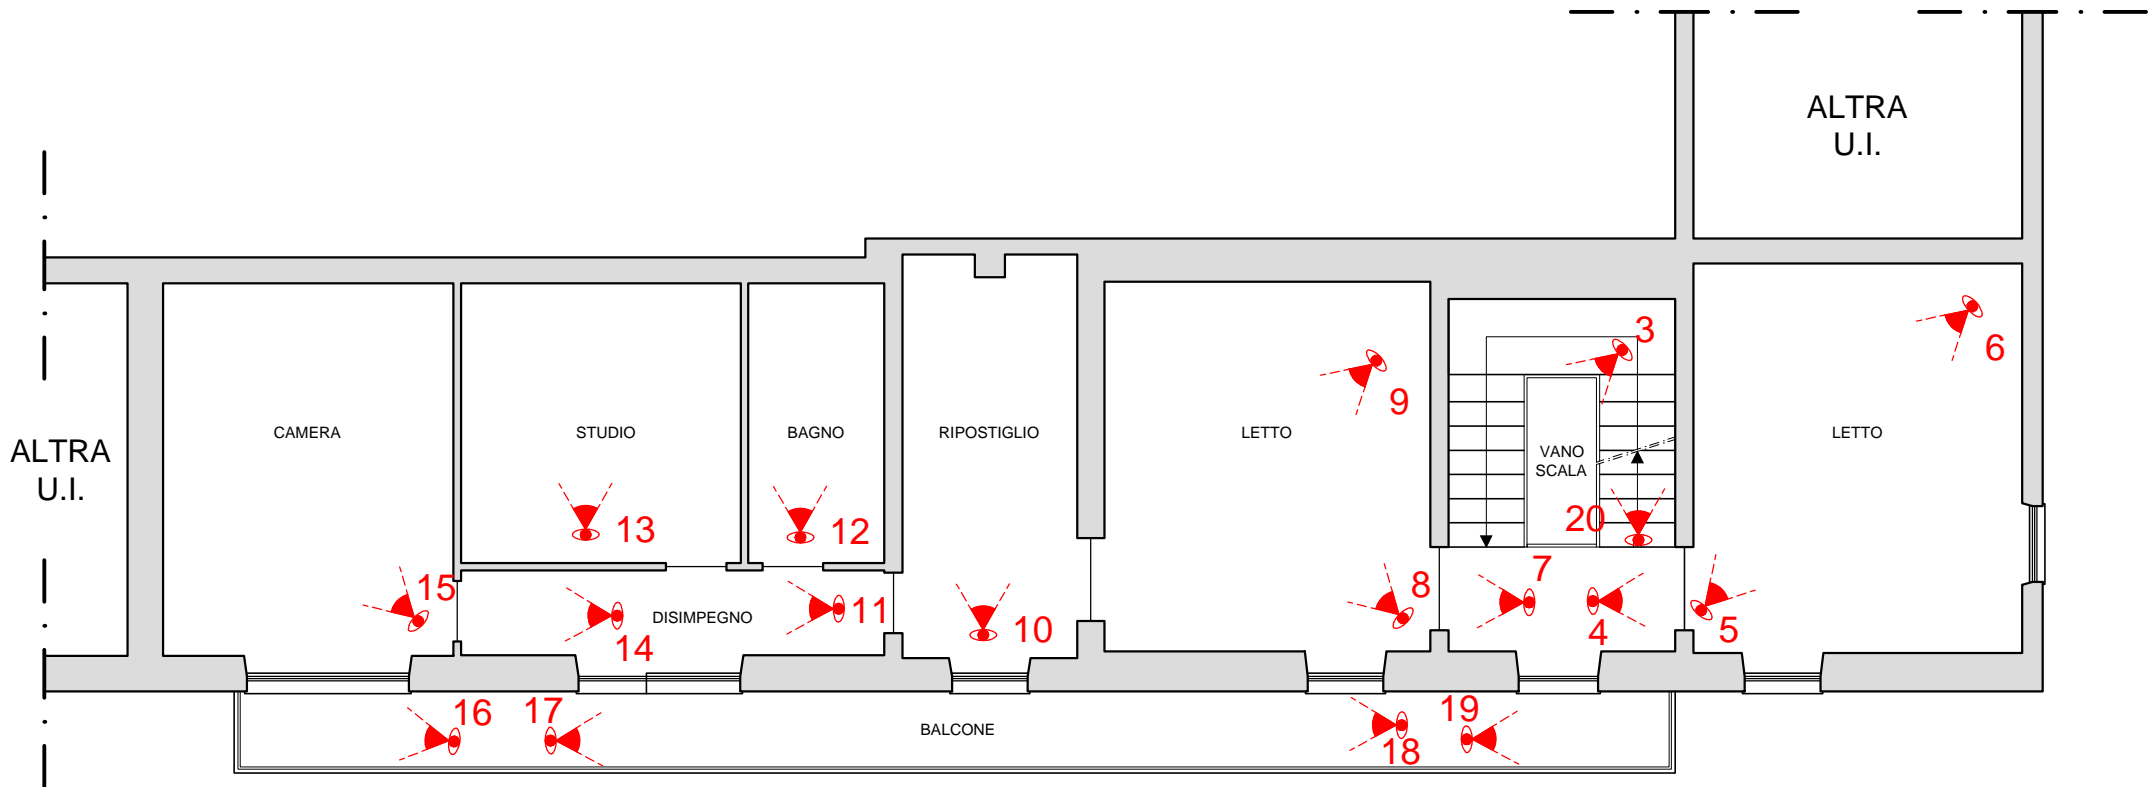 ALTRA
U.I.
3
6
9
CAMERA
STUDIO
BAGNO
RIPOSTIGLIO
LETTO
LETTO
VANO
SCALA
ALTRA
U.I.
13
12
20
15
11
10
8
7
4
5
DISIMPEGNO
14
16
17
BALCONE
18
19